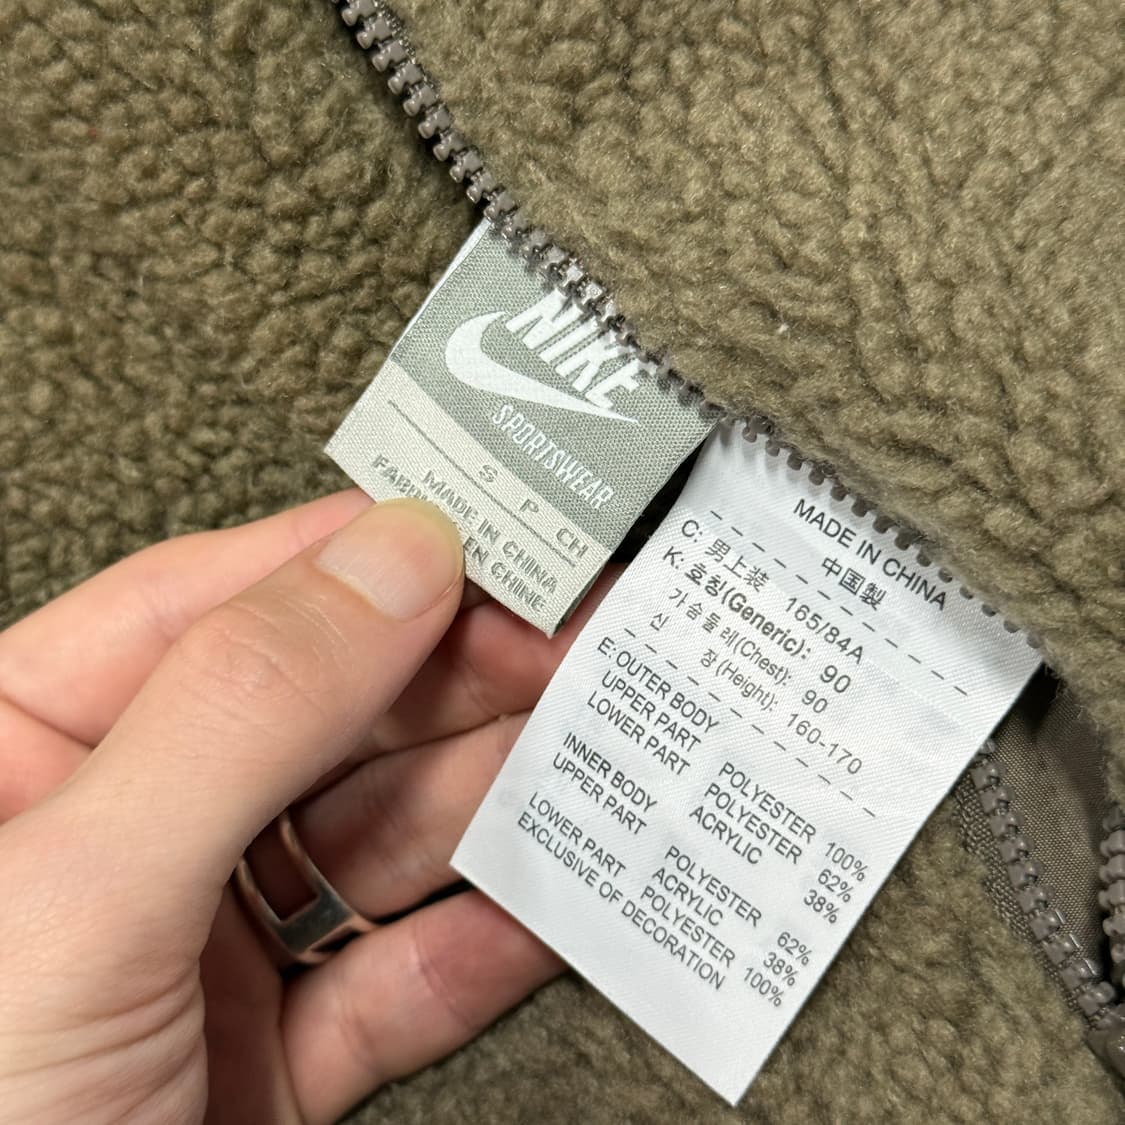 NIKE
SPORTSWEAR
S P CH
MADE IN CHINA
EN CHINE
MADE IN CHINA
中国製
C: 男上装 165/84A
K: 호칭(Generic): 90
가슴둘레(Chest): 90
신 장(Height): 160-170
E: OUTER BODY POLYESTER 100%
UPPER PART POLYESTER 62%
LOWER PART ACRYLIC 38%
INNER BODY POLYESTER 62%
UPPER PART ACRYLIC 38%
LOWER PART POLYESTER 100%
EXCLUSIVE OF DECORATION